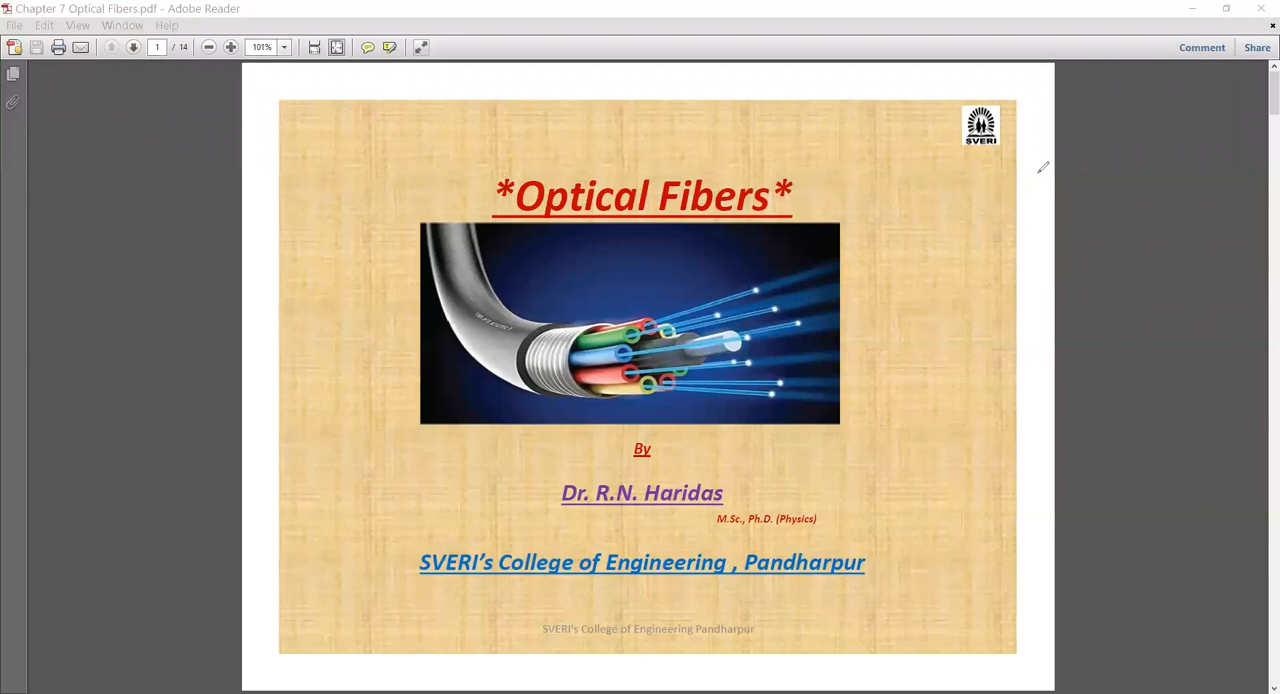 Chapter 7 Optical Fibers.pdf - Adobe Reader
File Edit View Window Help
1 / 14 101% Comment Share
SVERI
*Optical Fibers*
By
Dr. R.N. Haridas
M.Sc., Ph.D. (Physics)
SVERI's College of Engineering , Pandharpur
SVERI's College of Engineering Pandharpur